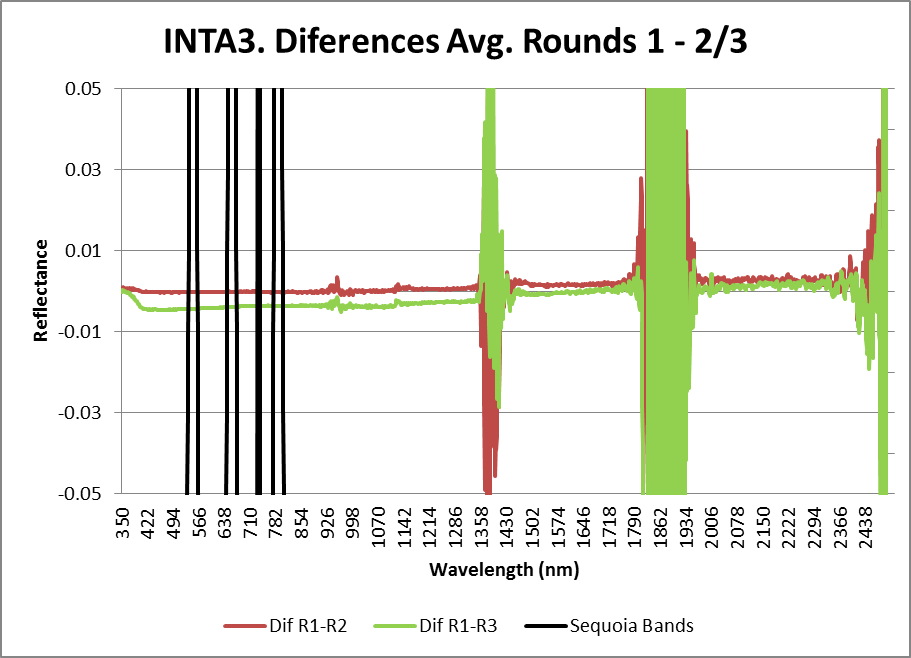 INTA3. Diferences Avg. Rounds 1 - 2/3
0.05
0.03
0.01
-0.01
-0.03
-0.05
Reflectance
350 422 494 566 638 710 782 854 926 998 1070 1142 1214 1286 1358 1430 1502 1574 1646 1718 1790 1862 1934 2006 2078 2150 2222 2294 2366 2438
Wavelength (nm)
Dif R1-R2 Dif R1-R3 Sequoia Bands